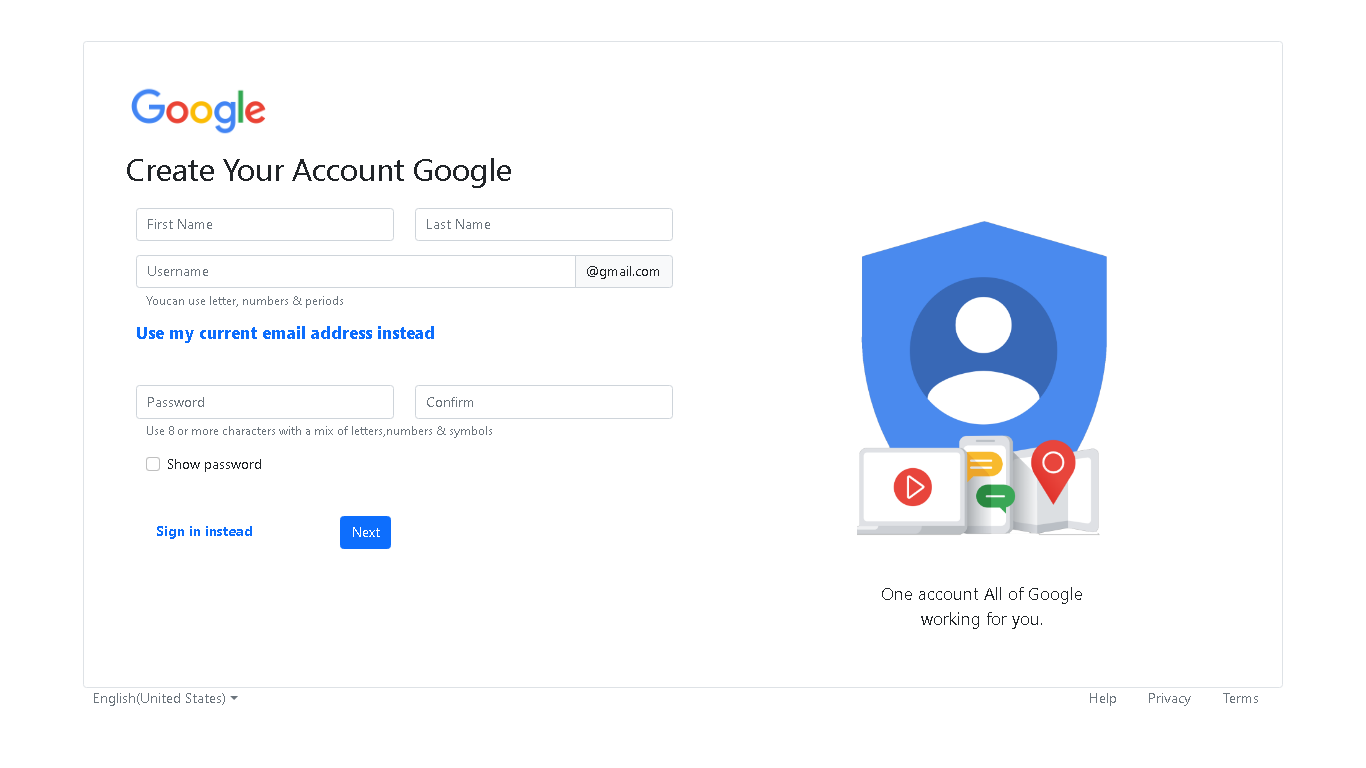 Google
Create Your Account Google
First Name Last Name
Username @gmail.com
Youcan use letter, numbers & periods
Use my current email address instead
Password Confirm
Use 8 or more characters with a mix of letters,numbers & symbols
Show password
Sign in instead Next
One account All of Google
working for you.
English(United States) Help Privacy Terms